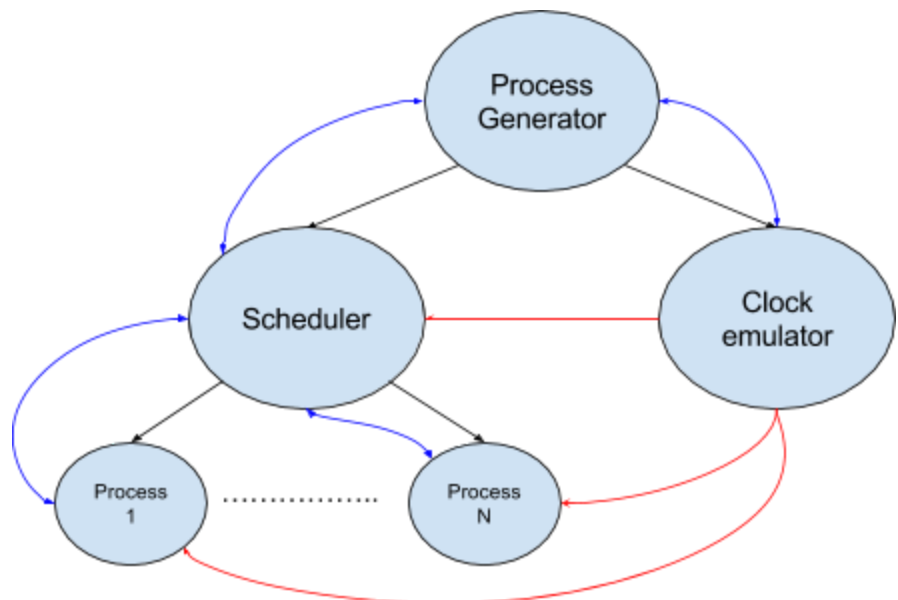 Process
Generator
Scheduler
Clock
emulator
Process
1
Process
N